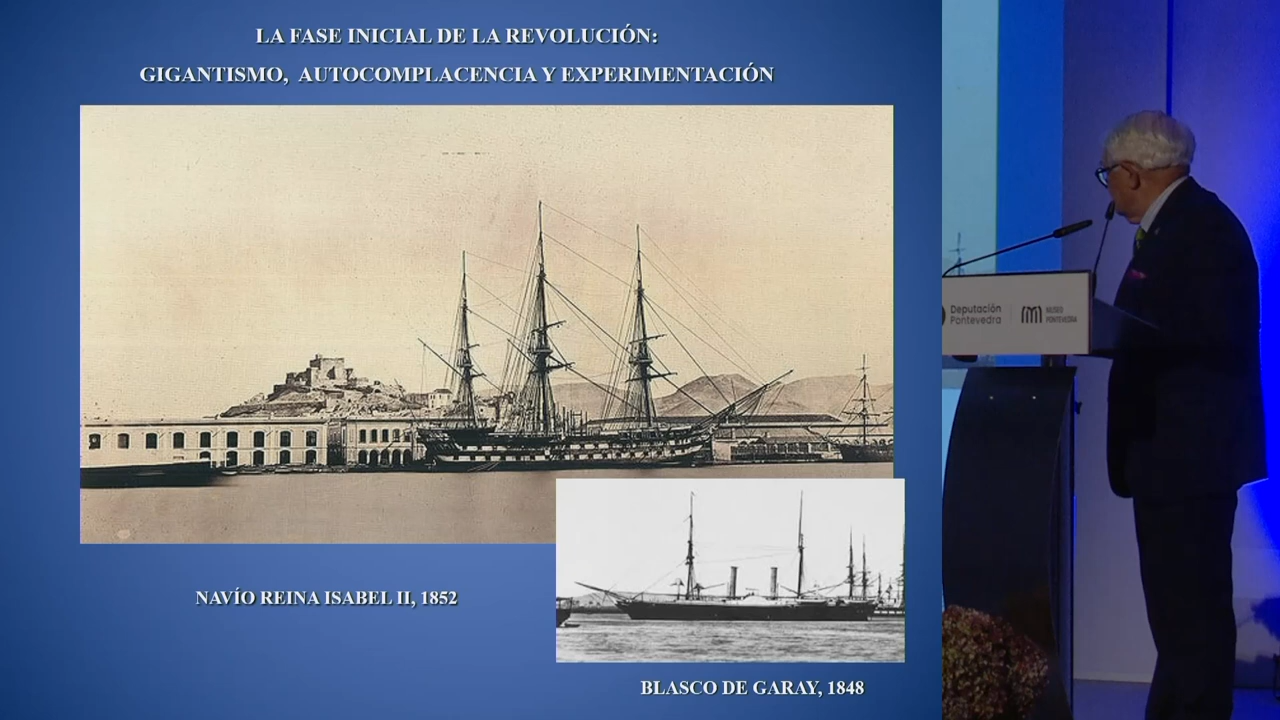 LA FASE INICIAL DE LA REVOLUCIÓN:
GIGANTISMO, AUTOCOMPLACENCIA Y EXPERIMENTACIÓN
NAVÍO REINA ISABEL II, 1852
BLASCO DE GARAY, 1848
Deputación
Pontevedra
MUSEO
PONTEVEDRA